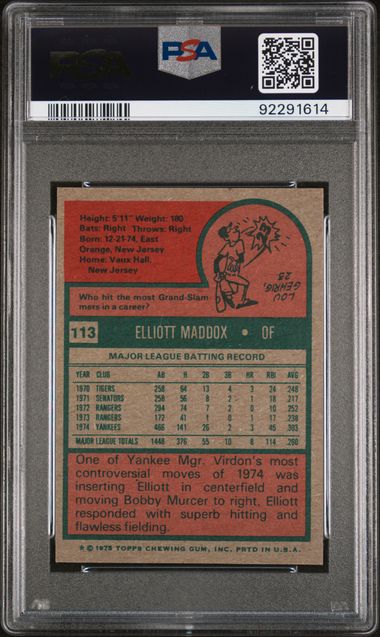 PSA
PSA
92291614
Height: 5'11" Weight: 180
Bats: Right Throws: Right
Born: 12-21-74, East
Orange, New Jersey
Home: Vaux Hall,
New Jersey
Who hit the most Grand-Slam-
mers in a career?
LOU
GEHRIG,
23
113 ELLIOTT MADDOX • OF
MAJOR LEAGUE BATTING RECORD
YEAR CLUB AB H 2B 3B HR RBI AVG
1970 TIGERS 258 64 13 4 3 24 .248
1971 SENATORS 258 56 8 2 1 18 .217
1972 RANGERS 294 74 7 2 0 10 .252
1973 RANGERS 172 41 1 0 1 17 .238
1974 YANKEES 466 141 26 2 3 45 .303
MAJOR LEAGUE TOTALS 1448 376 55 10 8 114 .260
One of Yankee Mgr. Virdon's most
controversial moves of 1974 was
inserting Elliott in centerfield and
moving Bobby Murcer to right. Elliott
responded with superb hitting and
flawless fielding.
* © 1975 TOPPS CHEWING GUM, INC. PRTD IN U.S.A.